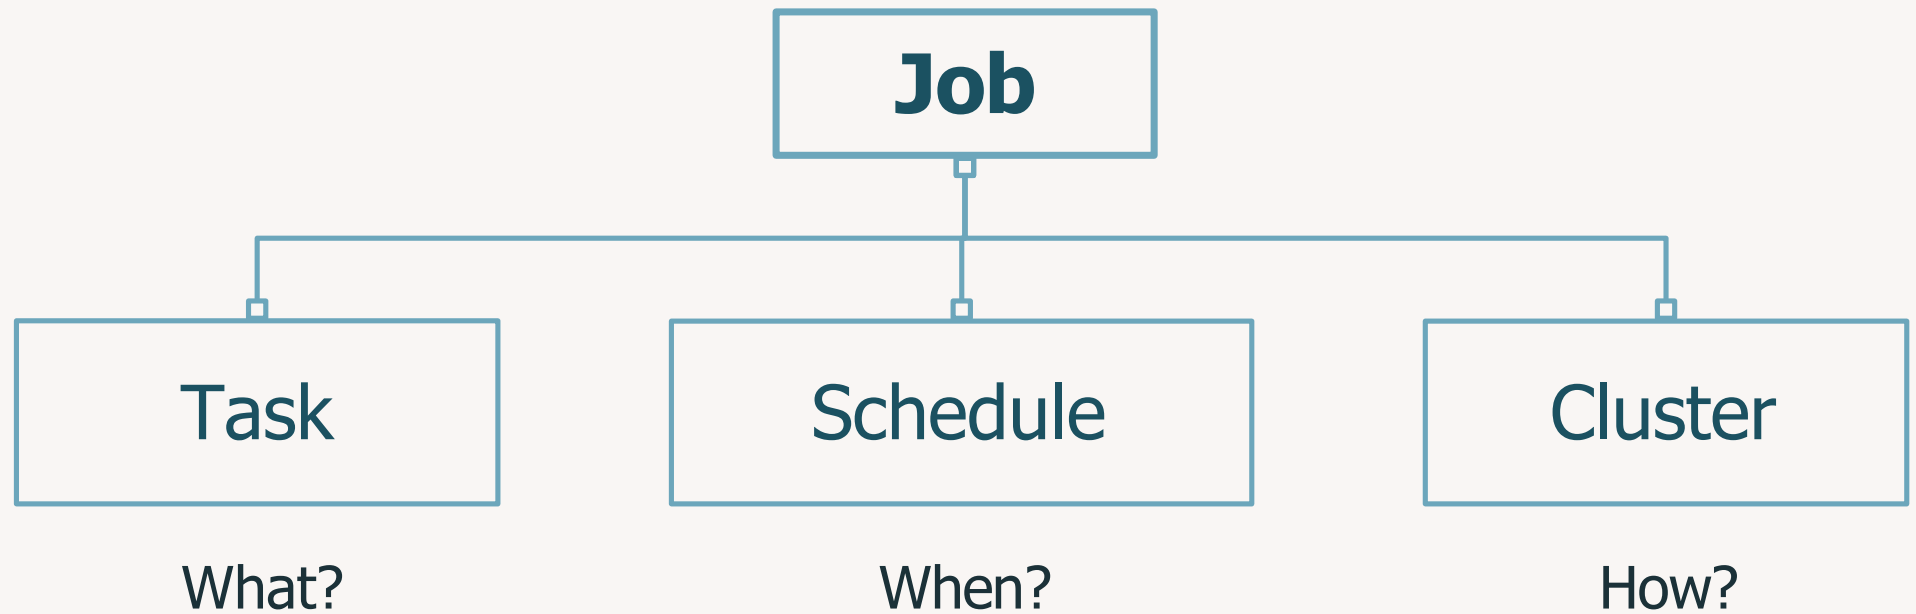 Job
Task
Schedule
Cluster
What?
When?
How?